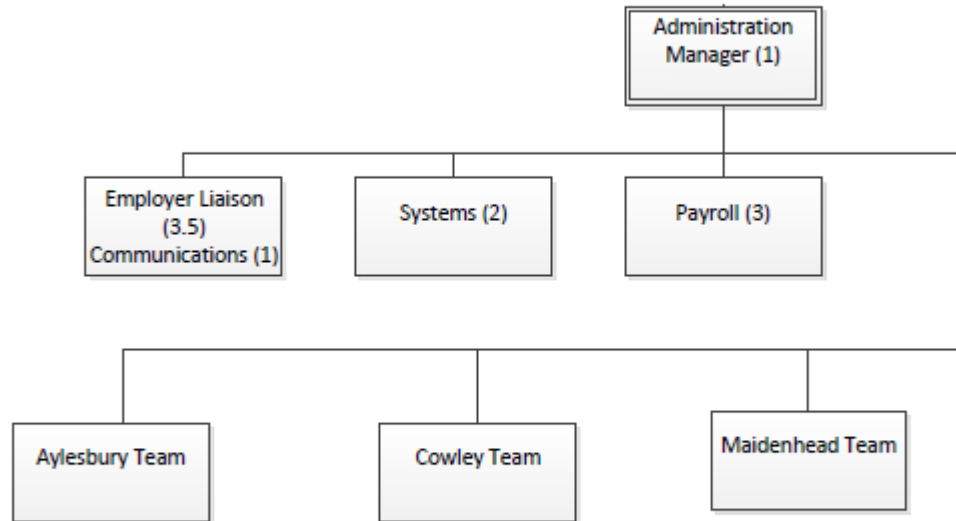 Administration
Manager (1)
Employer Liaison
(3.5)
Communications (1)
Systems (2)
Payroll (3)
Aylesbury Team
Cowley Team
Maidenhead Team